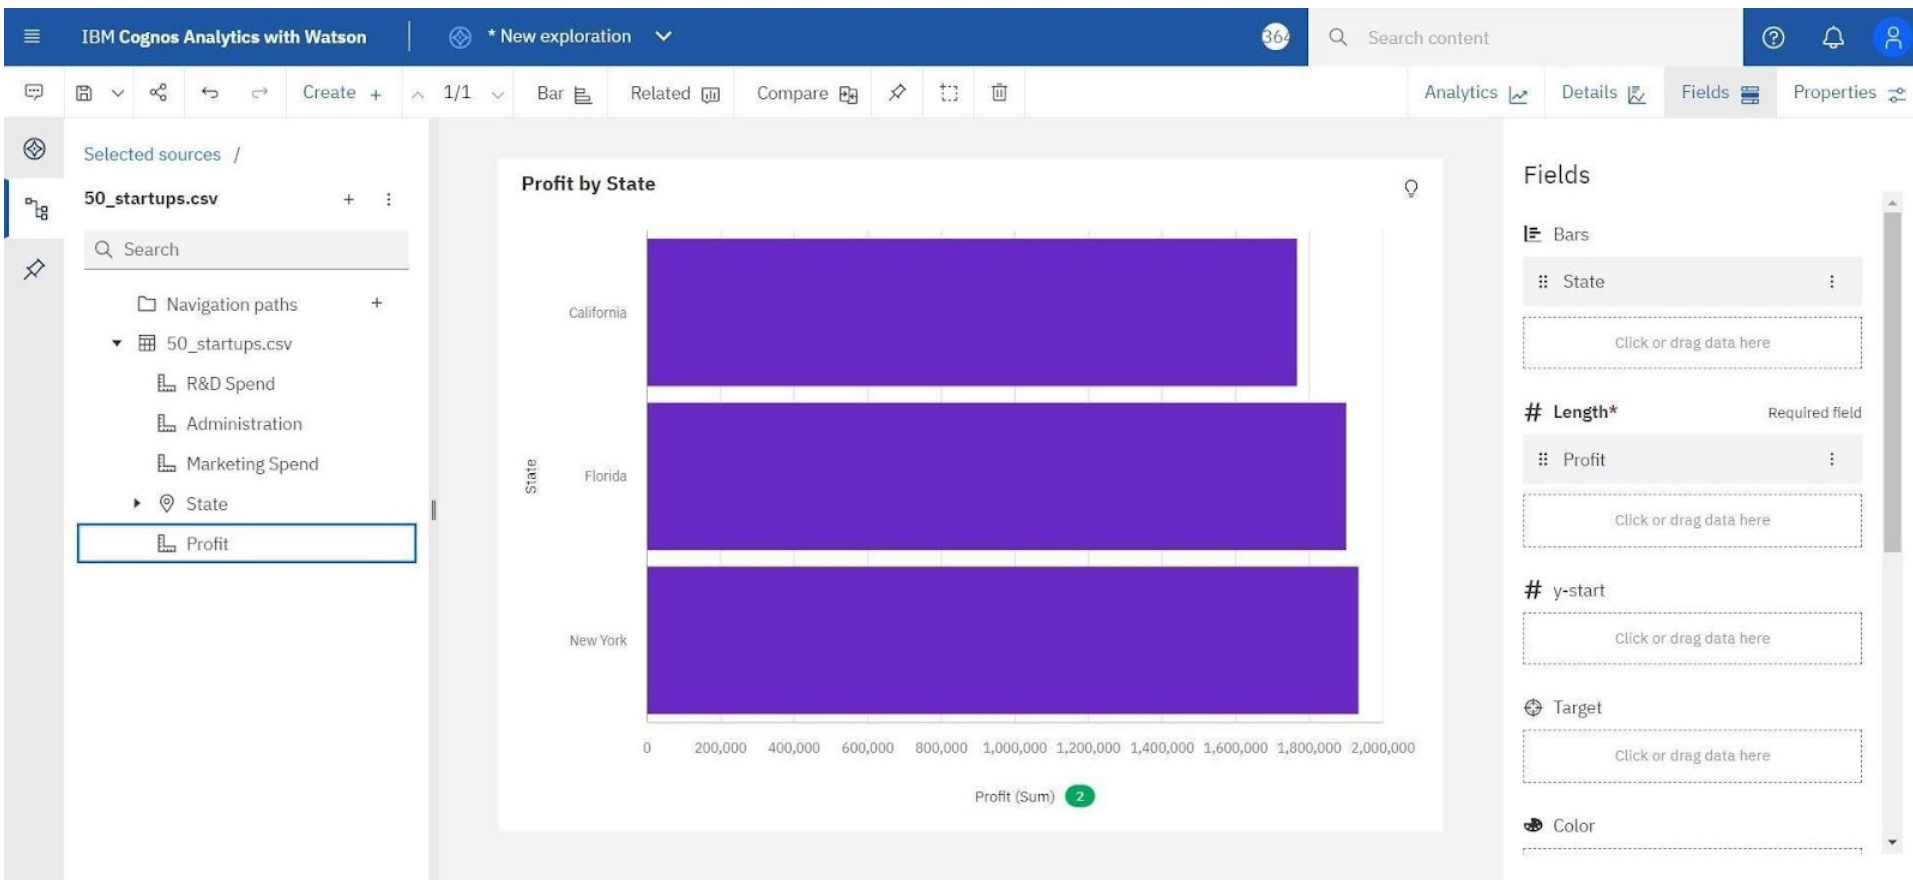 IBM Cognos Analytics with Watson
* New exploration
364
Search content
Create +
1/1
Bar
Related
Compare
Analytics
Details
Fields
Properties
Selected sources /
50_startups.csv
Search
Navigation paths
50_startups.csv
R&D Spend
Administration
Marketing Spend
State
Profit
Profit by State
California
Florida
New York
State
0 200,000 400,000 600,000 800,000 1,000,000 1,200,000 1,400,000 1,600,000 1,800,000 2,000,000
Profit (Sum) 2
Fields
Bars
State
Click or drag data here
# Length* Required field
Profit
Click or drag data here
# y-start
Click or drag data here
Target
Click or drag data here
Color